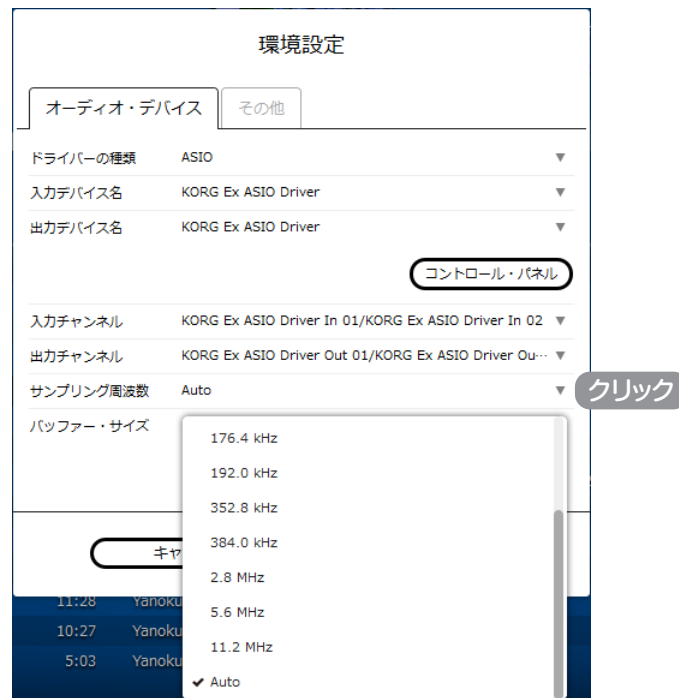 環境設定
オーディオ・デバイス その他
ドライバーの種類 ASIO
入力デバイス名 KORG Ex ASIO Driver
出力デバイス名 KORG Ex ASIO Driver
コントロール・パネル
入力チャンネル KORG Ex ASIO Driver In 01/KORG Ex ASIO Driver In 02
出力チャンネル KORG Ex ASIO Driver Out 01/KORG Ex ASIO Driver Ou…
サンプリング周波数 Auto クリック
バッファー・サイズ
176.4 kHz
192.0 kHz
352.8 kHz
384.0 kHz
キャ
2.8 MHz
11:28 Yanoku
5.6 MHz
10:27 Yanoku
11.2 MHz
5:03 Yanoku
✔ Auto